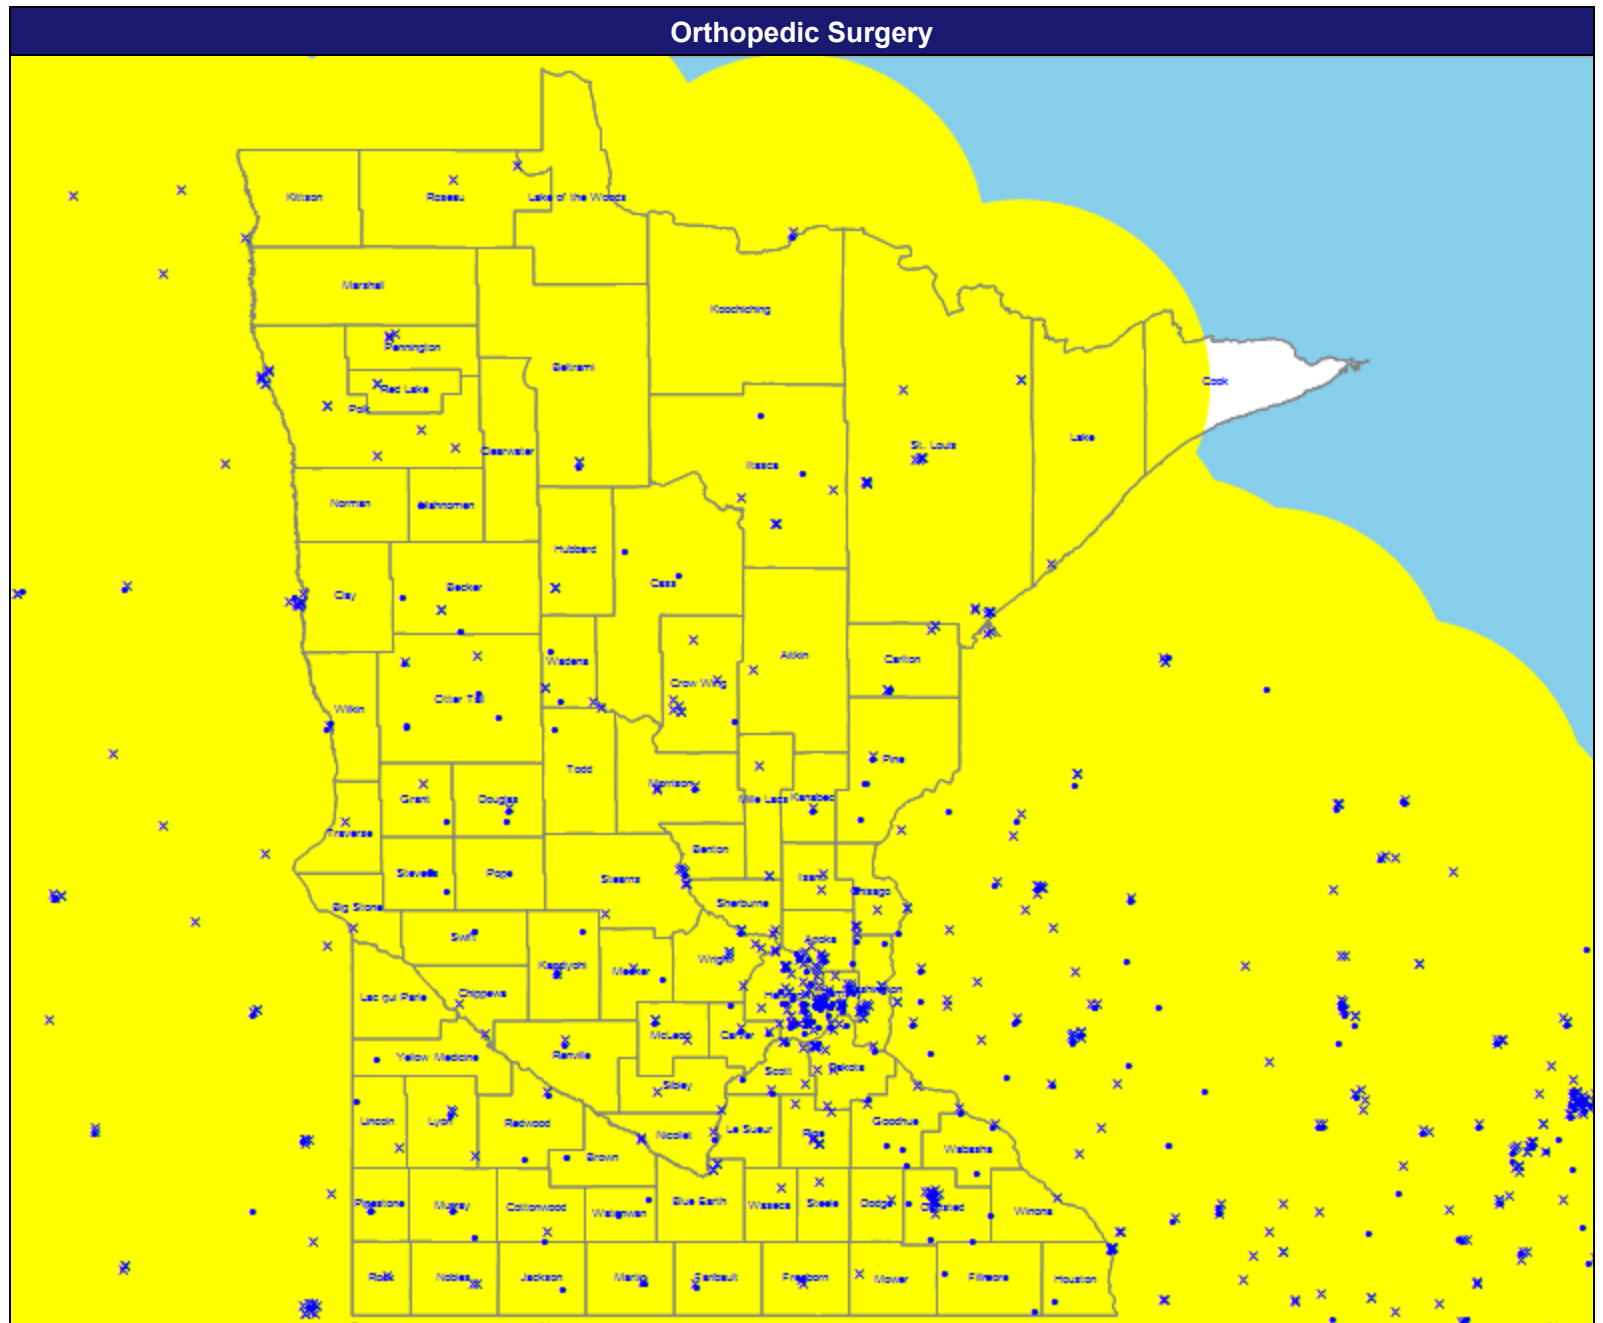 Orthopedic Surgery
Kittson
Roseau
Lake of the Woods
Marshall
Koochiching
Pennington
Beltrami
Red Lake
Polk
Cook
Clearwater
St. Louis
Lake
Itasca
Norman
Mahnomen
Hubbard
Clay
Becker
Cass
Wadena
Aitkin
Carlton
Crow Wing
Otter Tail
Wilkin
Pine
Todd
Morrison
Grant
Douglas
Mille Lacs
Kanabec
Traverse
Benton
Stevens
Pope
Stearns
Isanti
Chisago
Big Stone
Sherburne
Swift
Anoka
Kandiyohi
Meeker
Wright
Lac qui Parle
Chippewa
Washington
McLeod
Carver
Yellow Medicine
Renville
Scott
Dakota
Sibley
Lincoln
Lyon
Redwood
Nicollet
Le Sueur
Rice
Goodhue
Brown
Wabasha
Pipestone
Murray
Cottonwood
Watonwan
Blue Earth
Waseca
Steele
Dodge
Olmsted
Winona
Rock
Nobles
Jackson
Martin
Faribault
Freeborn
Mower
Fillmore
Houston